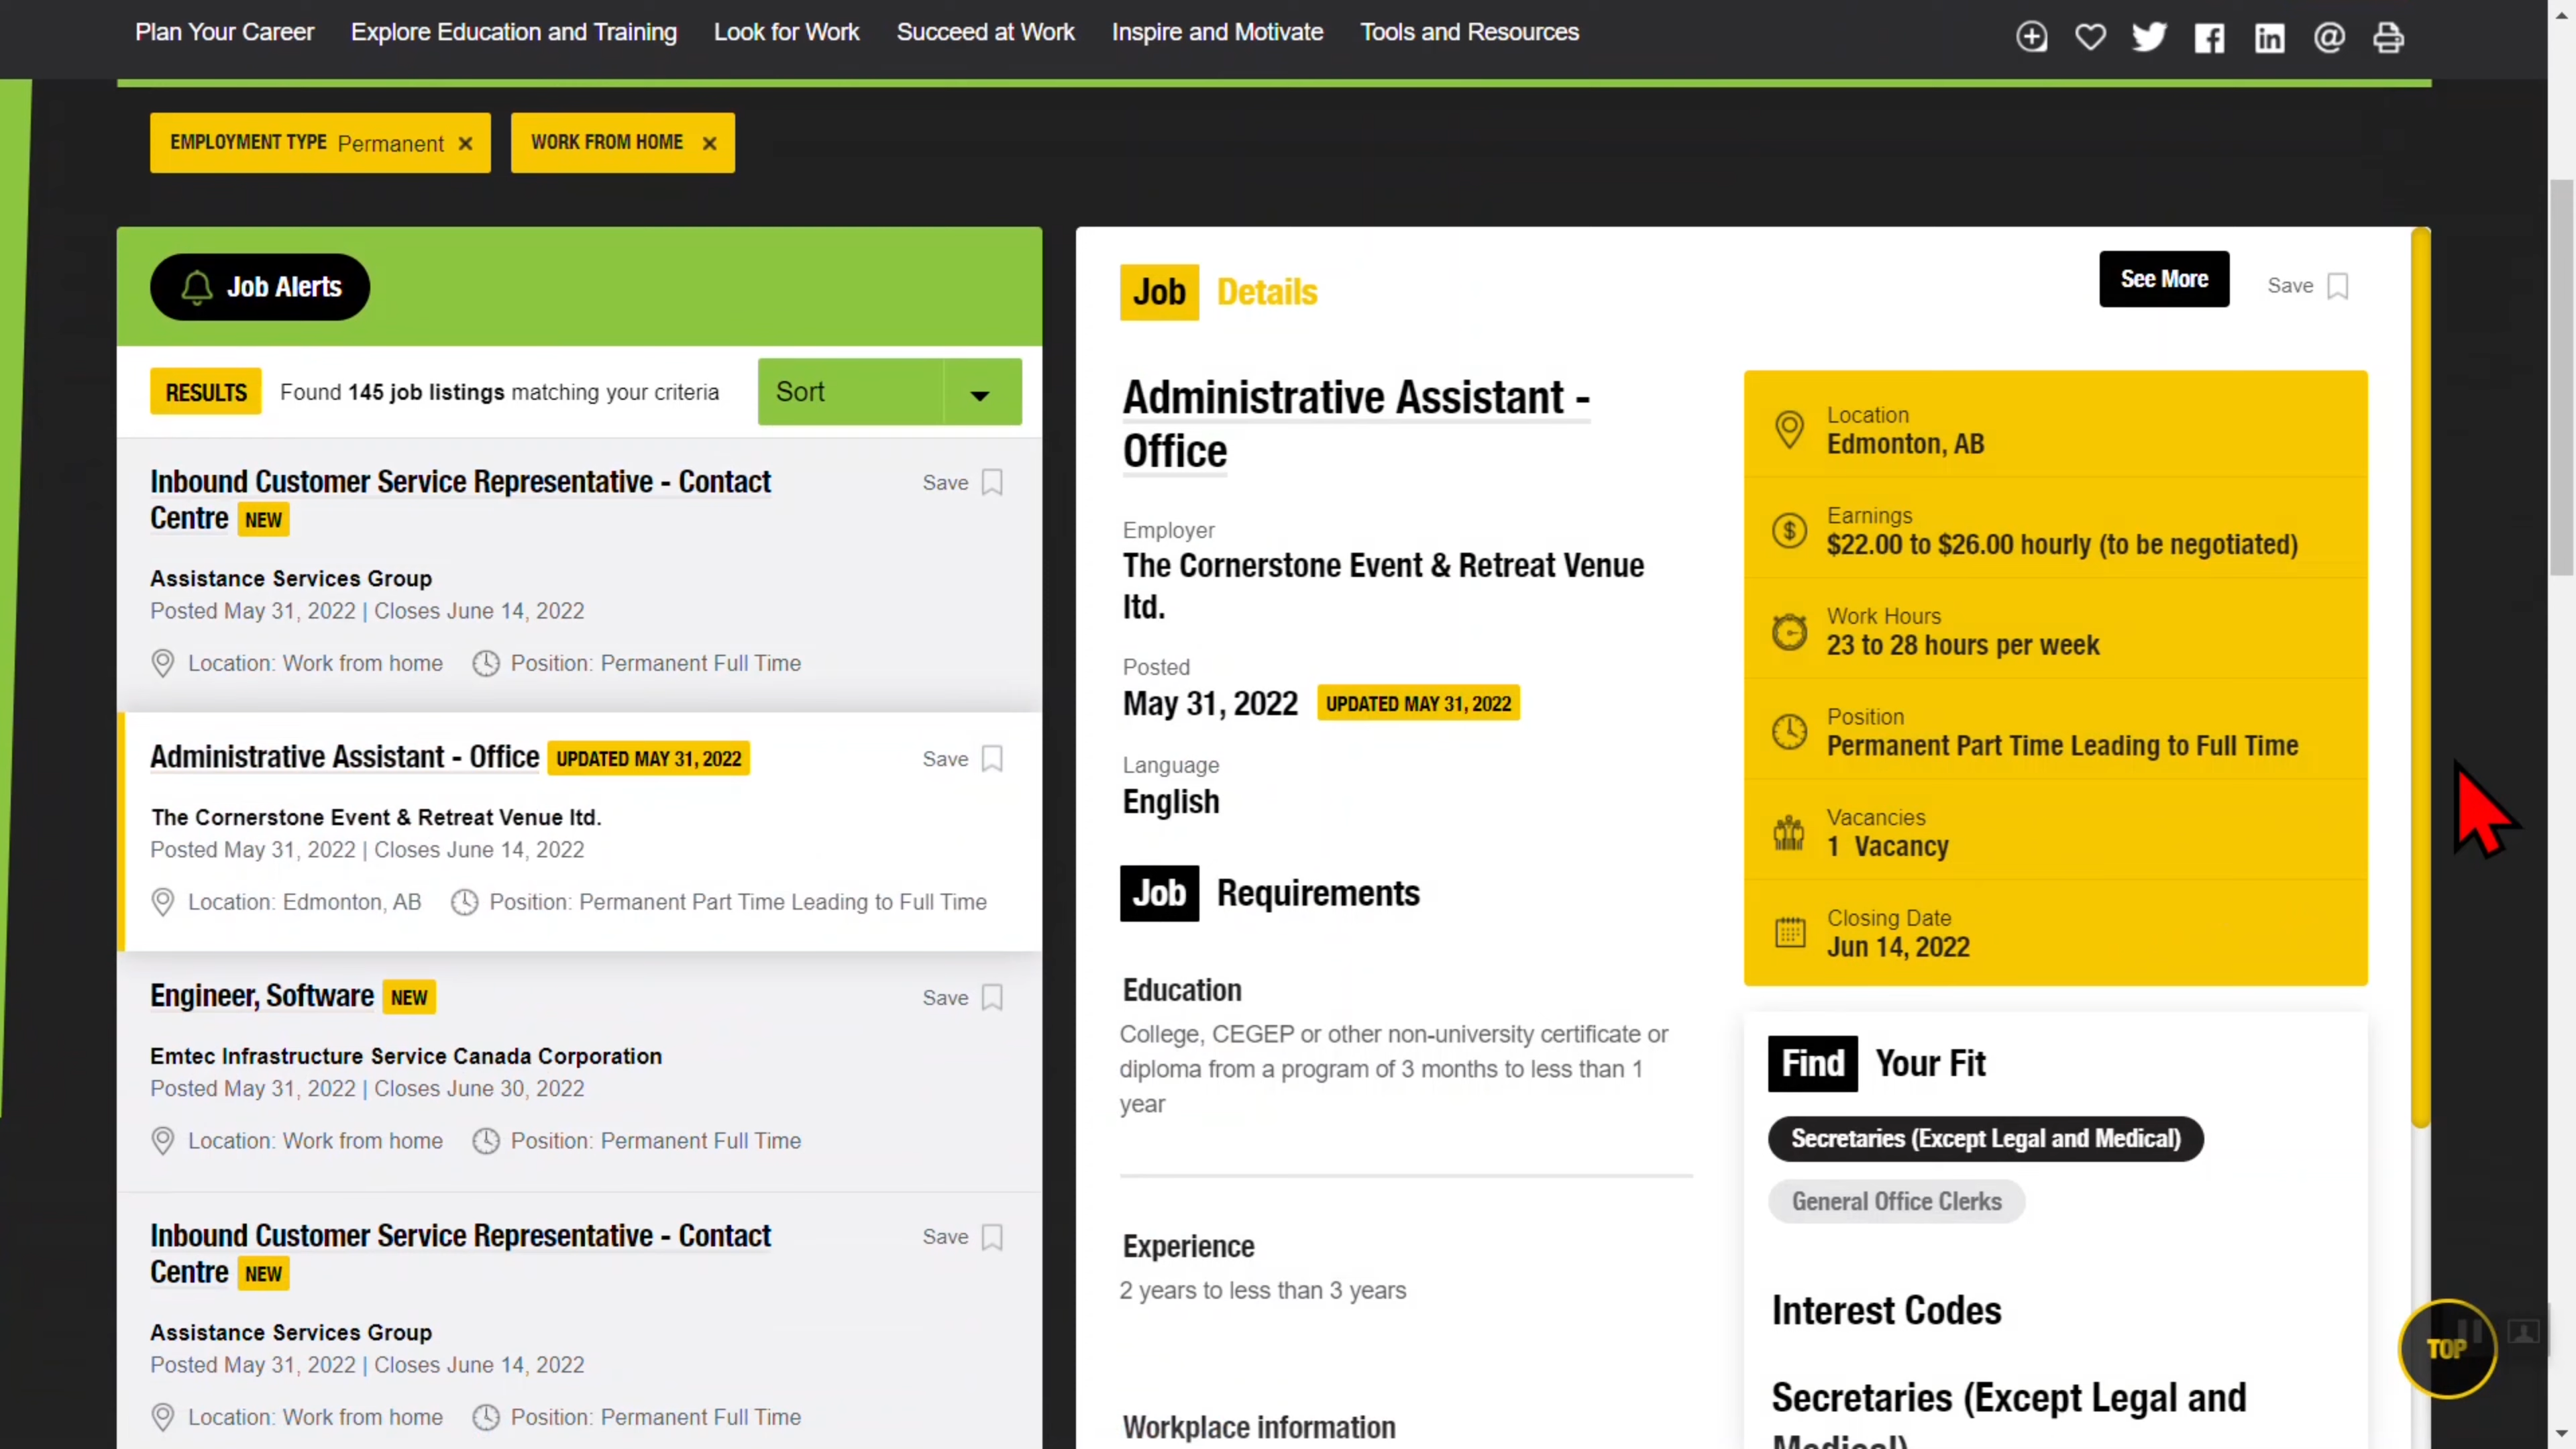 Plan Your Career Explore Education and Training Look for Work Succeed at Work Inspire and Motivate Tools and Resources
EMPLOYMENT TYPE Permanent ×
WORK FROM HOME ×
Job Alerts
RESULTS Found 145 job listings matching your criteria
Sort
Inbound Customer Service Representative - Contact
Centre NEW
Save
Assistance Services Group
Posted May 31, 2022 | Closes June 14, 2022
Location: Work from home Position: Permanent Full Time
Administrative Assistant - Office UPDATED MAY 31, 2022
Save
The Cornerstone Event & Retreat Venue ltd.
Posted May 31, 2022 | Closes June 14, 2022
Location: Edmonton, AB Position: Permanent Part Time Leading to Full Time
Engineer, Software NEW
Save
Emtec Infrastructure Service Canada Corporation
Posted May 31, 2022 | Closes June 30, 2022
Location: Work from home Position: Permanent Full Time
Inbound Customer Service Representative - Contact
Centre NEW
Save
Assistance Services Group
Posted May 31, 2022 | Closes June 14, 2022
Location: Work from home Position: Permanent Full Time
Job Details
See More
Save
Administrative Assistant -
Office
Employer
The Cornerstone Event & Retreat Venue
ltd.
Posted
May 31, 2022 UPDATED MAY 31, 2022
Language
English
Job Requirements
Education
College, CEGEP or other non-university certificate or
diploma from a program of 3 months to less than 1
year
Experience
2 years to less than 3 years
Workplace information
Location
Edmonton, AB
Earnings
$22.00 to $26.00 hourly (to be negotiated)
Work Hours
23 to 28 hours per week
Position
Permanent Part Time Leading to Full Time
Vacancies
1 Vacancy
Closing Date
Jun 14, 2022
Find Your Fit
Secretaries (Except Legal and Medical)
General Office Clerks
Interest Codes
Secretaries (Except Legal and
Medical)
TOP